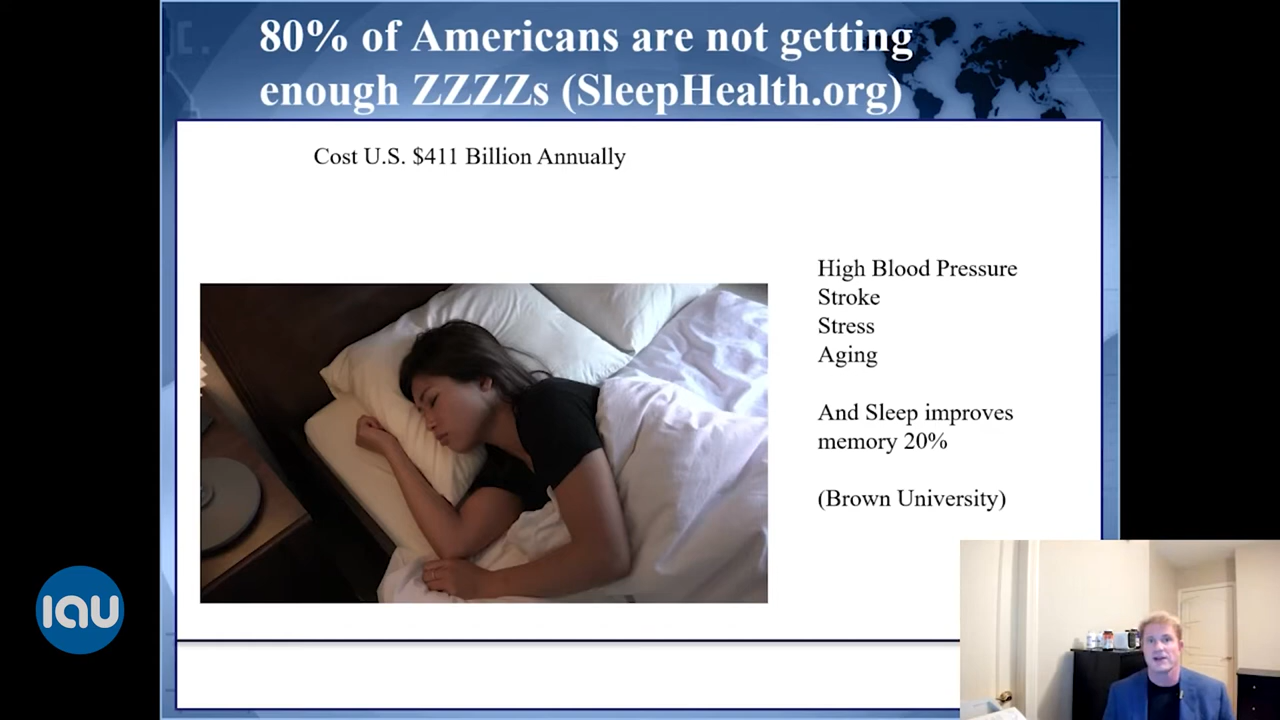 80% of Americans are not getting
enough ZZZZs (SleepHealth.org)
Cost U.S. $411 Billion Annually
High Blood Pressure
Stroke
Stress
Aging
And Sleep improves
memory 20%
(Brown University)
IAU